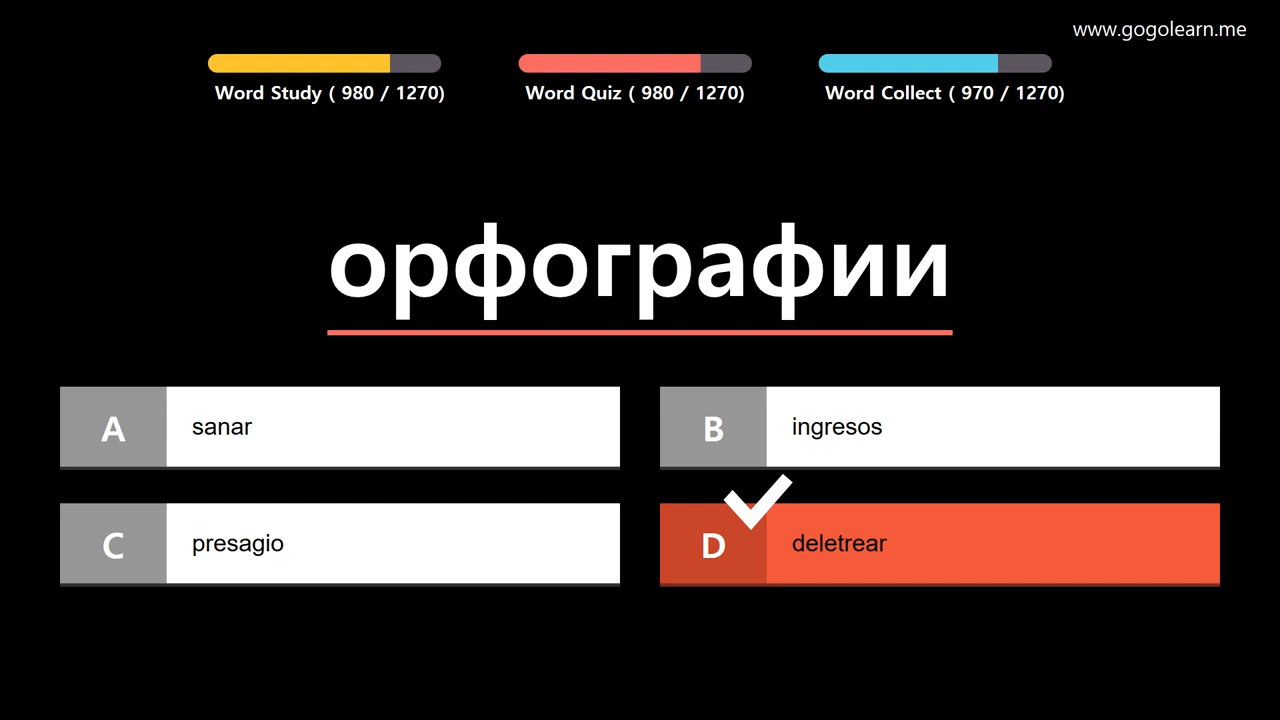 www.gogolearn.me
Word Study ( 980 / 1270)
Word Quiz ( 980 / 1270)
Word Collect ( 970 / 1270)
орфографии
A
sanar
B
ingresos
C
presagio
D
deletrear